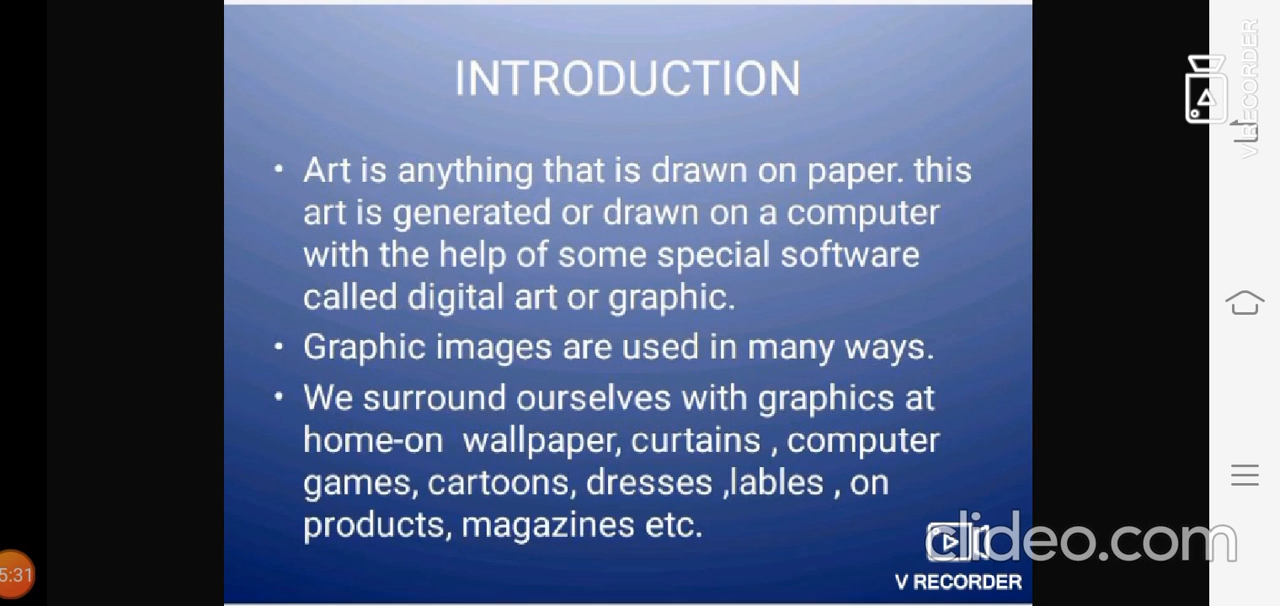 INTRODUCTION
• Art is anything that is drawn on paper. this
art is generated or drawn on a computer
with the help of some special software
called digital art or graphic.
• Graphic images are used in many ways.
• We surround ourselves with graphics at
home-on wallpaper, curtains , computer
games, cartoons, dresses ,lables , on
products, magazines etc.
clideo.com
V RECORDER
VRECORDER
5:31